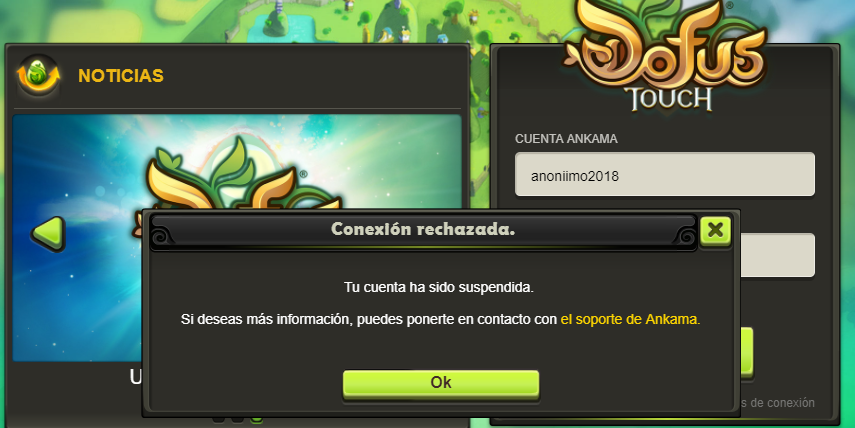 NOTICIAS
DOFUS
TOUCH
CUENTA ANKAMA
anoniimo2018
Conexión rechazada.
Tu cuenta ha sido suspendida.
Si deseas más información, puedes ponerte en contacto con el soporte de Ankama.
Ok
U
s de conexión